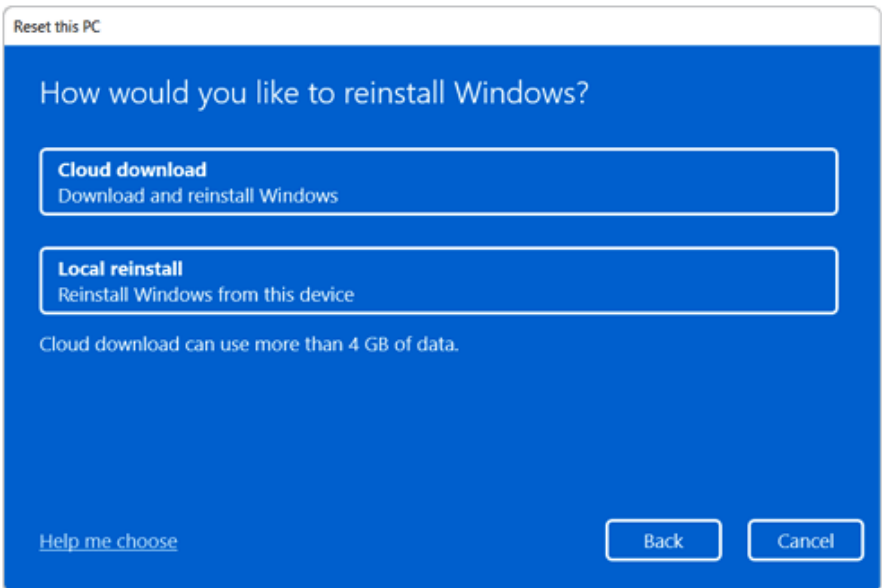 Reset this PC
How would you like to reinstall Windows?
Cloud download
Download and reinstall Windows
Local reinstall
Reinstall Windows from this device
Cloud download can use more than 4 GB of data.
Help me choose
Back
Cancel